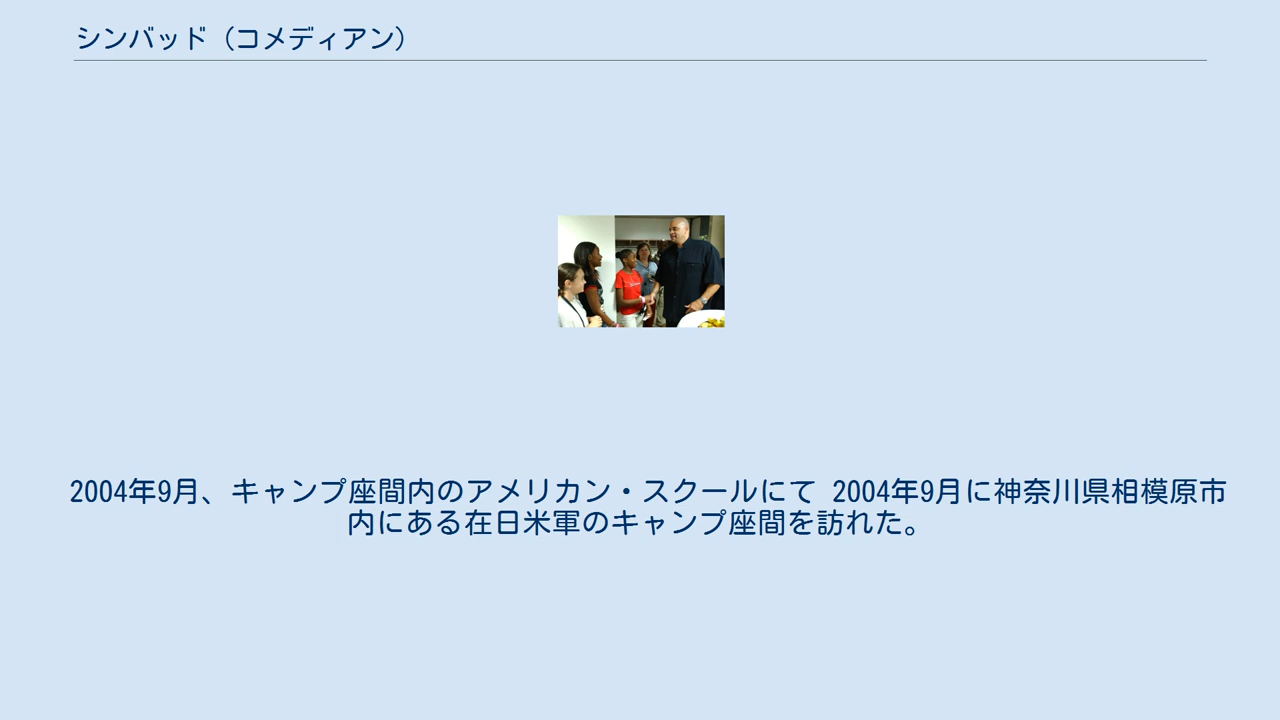 シンバッド（コメディアン）
2004年9月、キャンプ座間内のアメリカン・スクールにて 2004年9月に神奈川県相模原市
内にある在日米軍のキャンプ座間を訪れた。